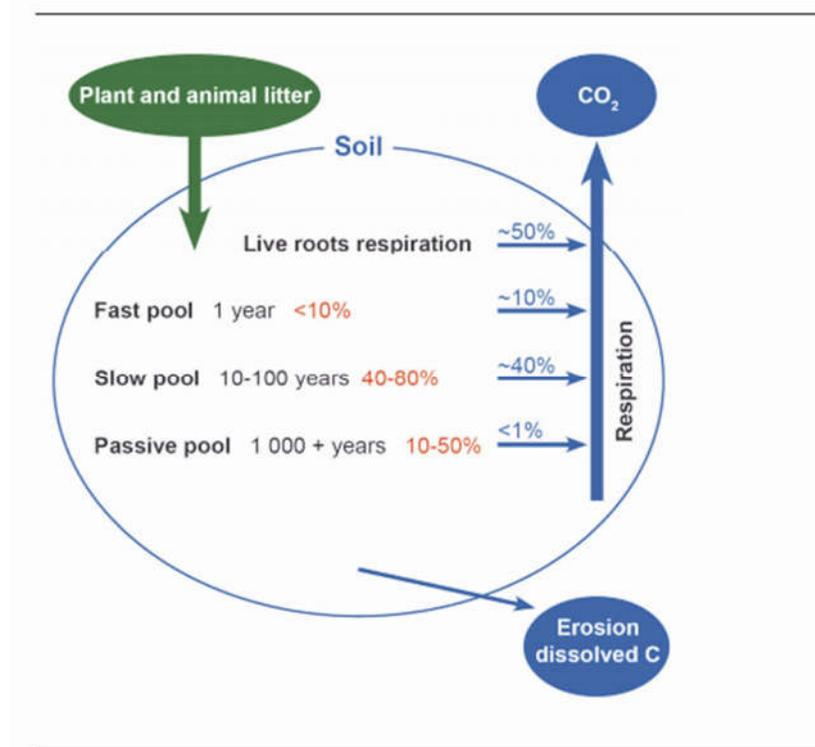 Plant and animal litter
CO₂
Soil
Live roots respiration ~50%
Fast pool 1 year <10% ~10%
Slow pool 10-100 years 40-80% ~40%
Passive pool 1 000 + years 10-50% <1%
Respiration
Erosion
dissolved C